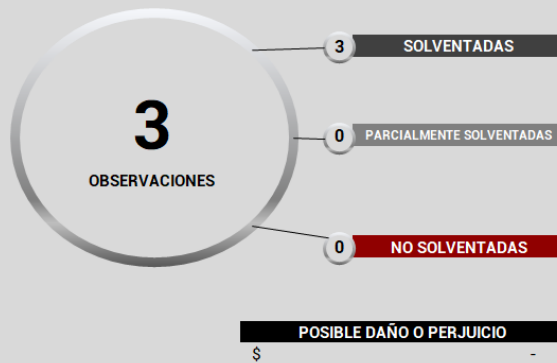 3
OBSERVACIONES
3 SOLVENTADAS
0 PARCIALMENTE SOLVENTADAS
0 NO SOLVENTADAS
POSIBLE DAÑO O PERJUICIO
$ -